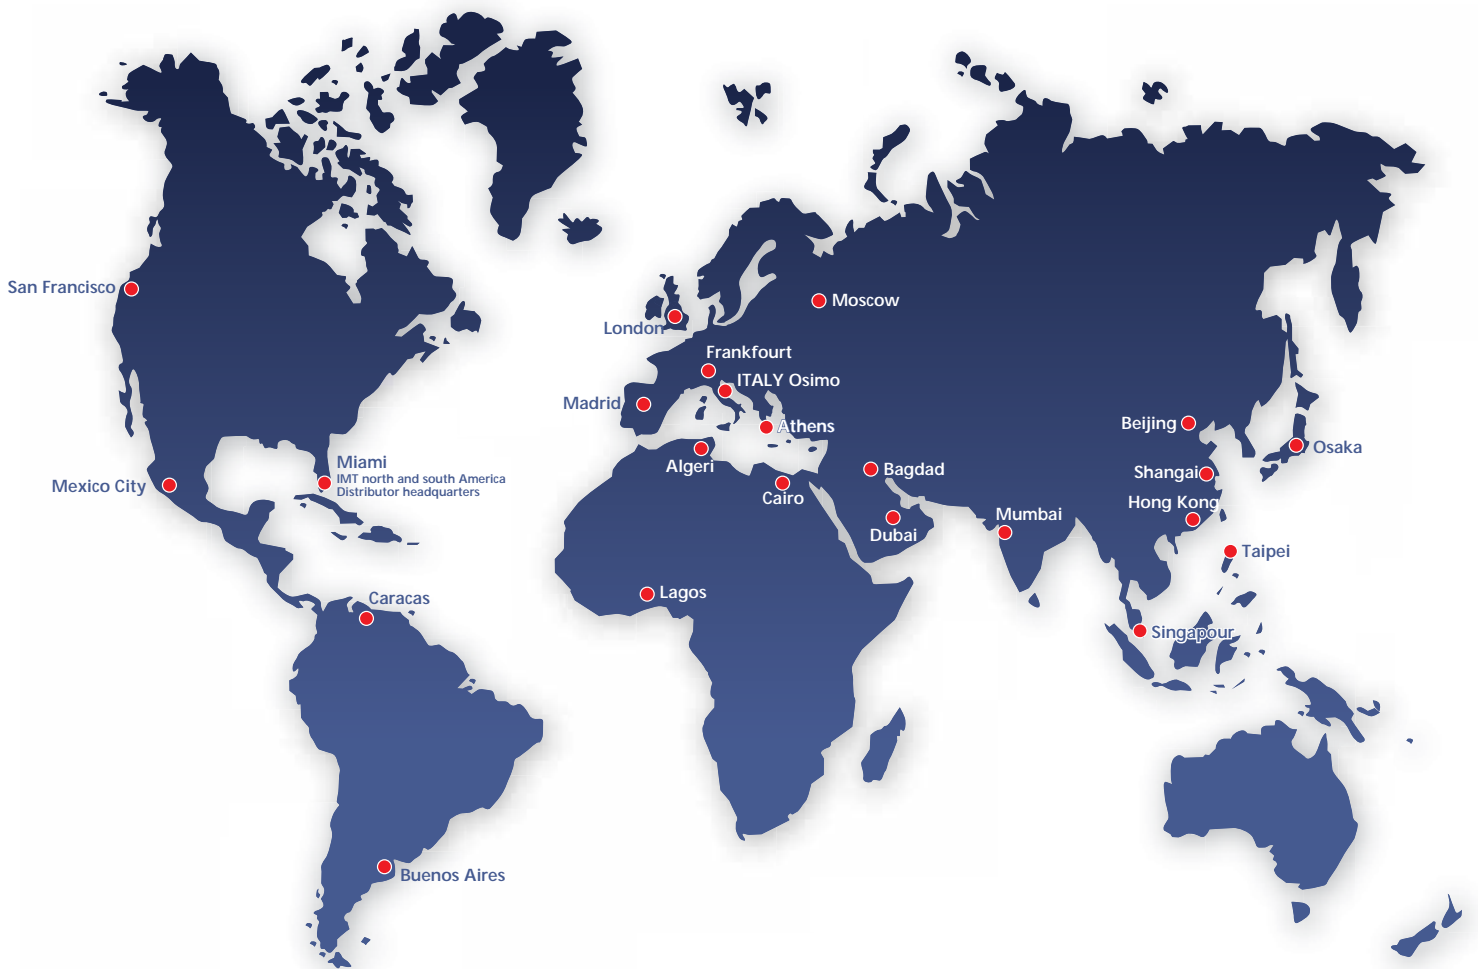 San Francisco
Moscow
London
Frankfourt
ITALY Osimo
Madrid
Athens
Beijing
Osaka
Miami
IMT north and south America
Distributor headquarters
Algeri
Bagdad
Shangai
Mexico City
Cairo
Hong Kong
Mumbai
Dubai
Taipei
Lagos
Caracas
Singapour
Buenos Aires